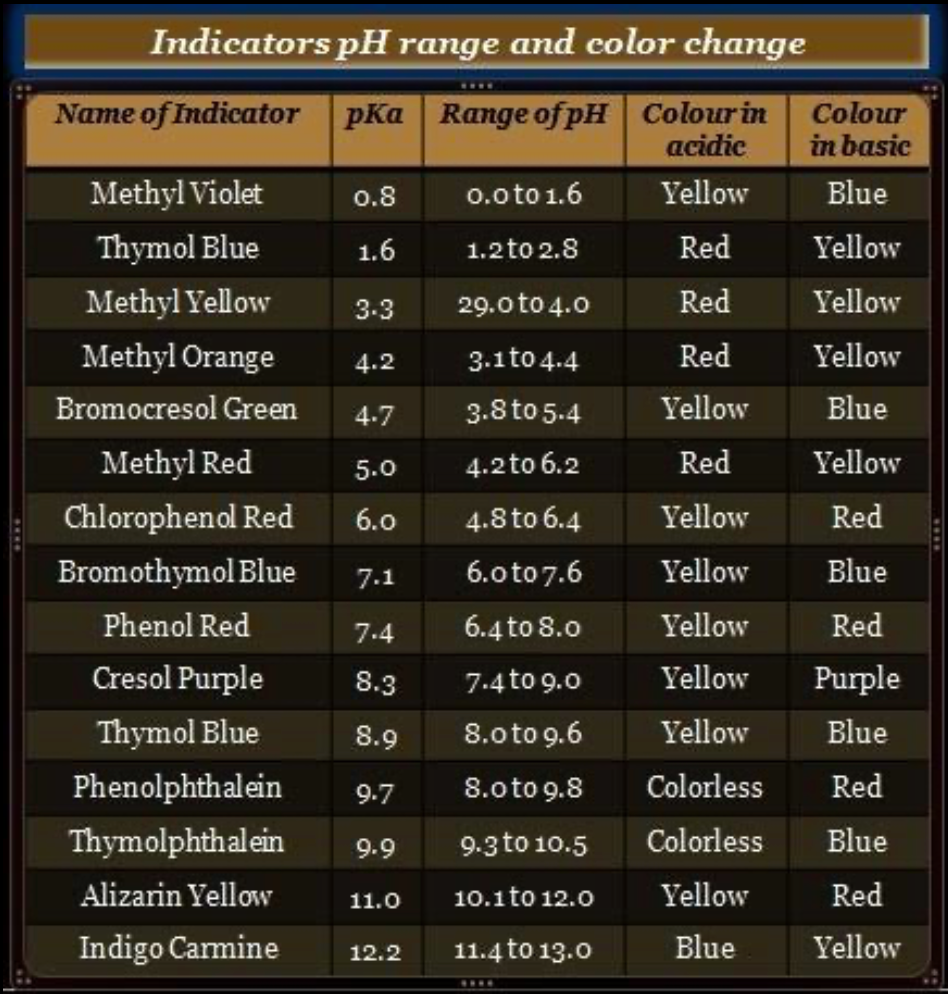 Indicators pH range and color change
Name of Indicator pKa Range of pH Colour in acidic Colour in basic
Methyl Violet 0.8 0.0 to 1.6 Yellow Blue
Thymol Blue 1.6 1.2 to 2.8 Red Yellow
Methyl Yellow 3.3 29.0 to 4.0 Red Yellow
Methyl Orange 4.2 3.1 to 4.4 Red Yellow
Bromocresol Green 4.7 3.8 to 5.4 Yellow Blue
Methyl Red 5.0 4.2 to 6.2 Red Yellow
Chlorophenol Red 6.0 4.8 to 6.4 Yellow Red
Bromothymol Blue 7.1 6.0 to 7.6 Yellow Blue
Phenol Red 7.4 6.4 to 8.0 Yellow Red
Cresol Purple 8.3 7.4 to 9.0 Yellow Purple
Thymol Blue 8.9 8.0 to 9.6 Yellow Blue
Phenolphthalein 9.7 8.0 to 9.8 Colorless Red
Thymolphthalein 9.9 9.3 to 10.5 Colorless Blue
Alizarin Yellow 11.0 10.1 to 12.0 Yellow Red
Indigo Carmine 12.2 11.4 to 13.0 Blue Yellow